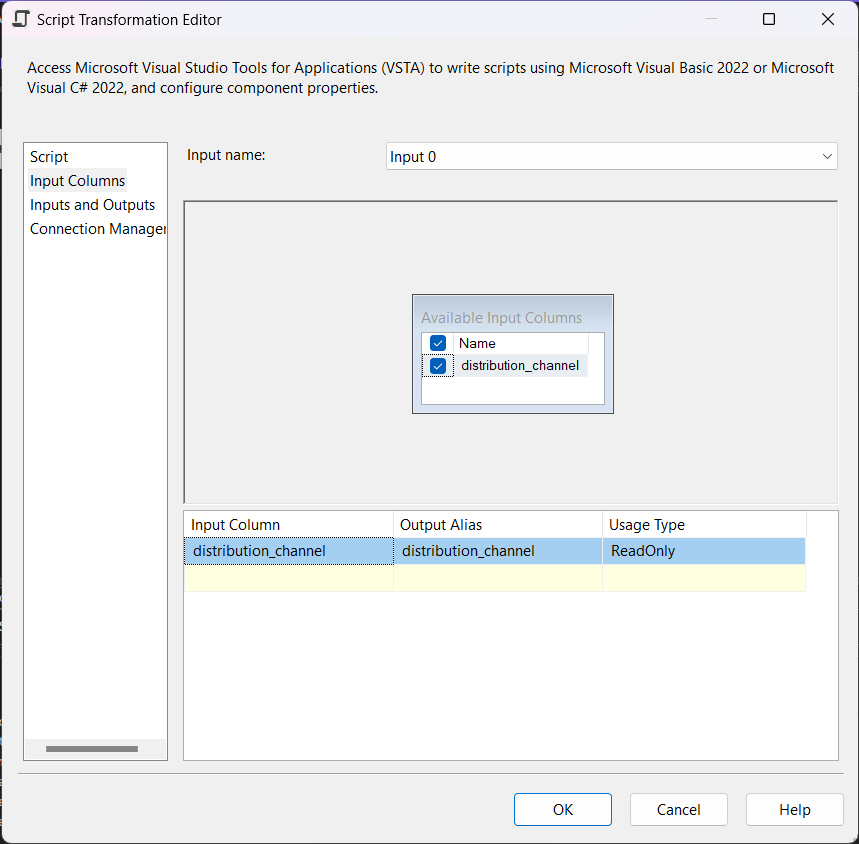 Script Transformation Editor
Access Microsoft Visual Studio Tools for Applications (VSTA) to write scripts using Microsoft Visual Basic 2022 or Microsoft
Visual C# 2022, and configure component properties.
Script
Input Columns
Inputs and Outputs
Connection Manager
Input name:
Input 0
Available Input Columns
Name
distribution_channel
Input Column Output Alias Usage Type
distribution_channel distribution_channel ReadOnly
OK Cancel Help